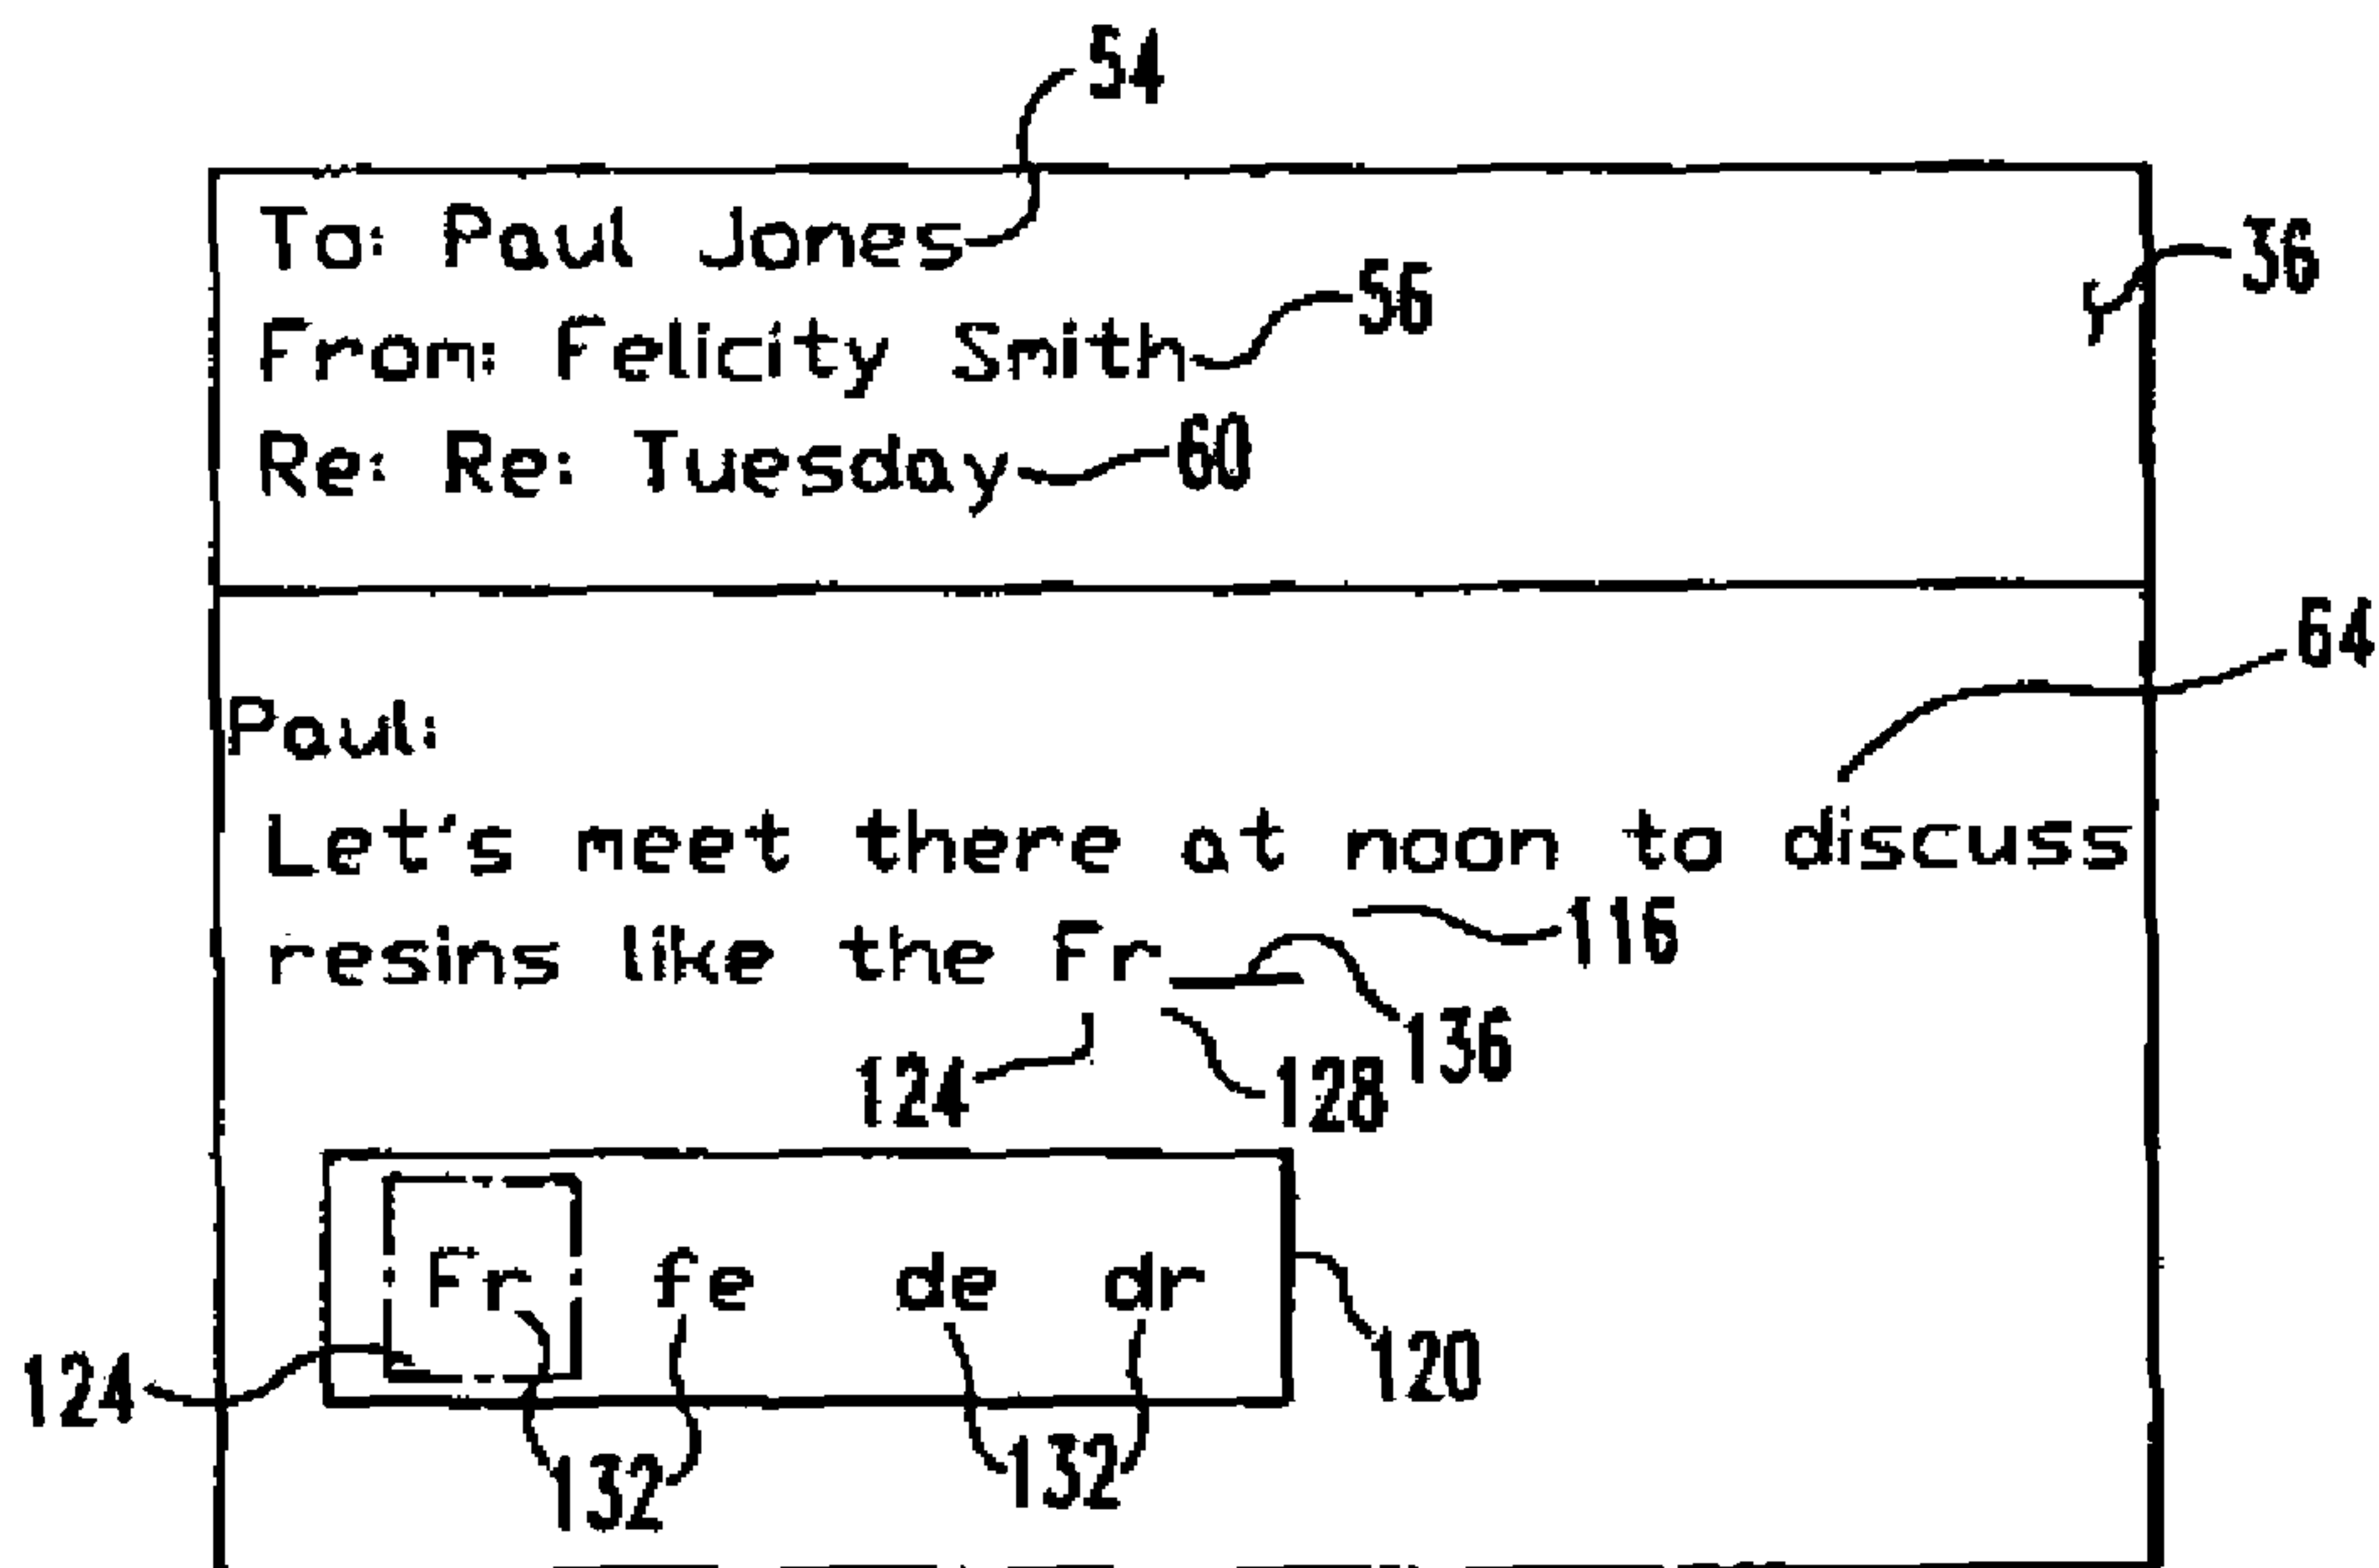 54
To: Paul Jones
36
From: Felicity Smith
56
Re: Re: Tuesday
60
64
Paul:
Let's meet there at noon to discuss
116
resins like the Fr_
136
124
128
Fr fe de dr
120
124
132
132